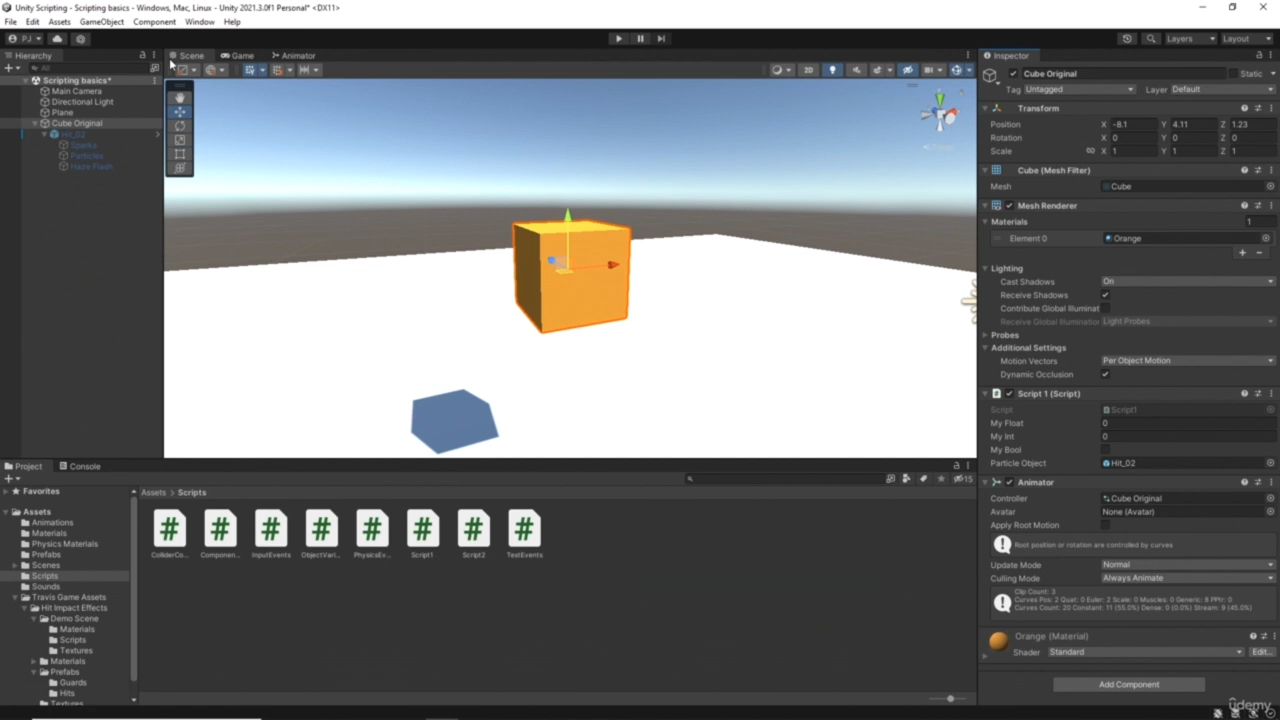 Unity Scripting - Scripting basics - Windows, Mac, Linux - Unity 2021.3.0f1 Personal* <DX11>
File Edit Assets GameObject Component Window Help
PJ
Layers Layout
Hierarchy
All
Scripting basics*
Main Camera
Directional Light
Plane
Cube Original
Hit_02
Sparks
Particles
Haze Flash
Scene Game Animator
2D
Inspector
Cube Original Static
Tag Untagged Layer Default
Transform
Position X -8.1 Y 4.11 Z 1.23
Rotation X 0 Y 0 Z 0
Scale X 1 Y 1 Z 1
Cube (Mesh Filter)
Mesh Cube
Mesh Renderer
Materials 1
Element 0 Orange
Lighting
Cast Shadows On
Receive Shadows
Contribute Global Illuminat
Receive Global Illumination Light Probes
Probes
Additional Settings
Motion Vectors Per Object Motion
Dynamic Occlusion
Script 1 (Script)
Script Script1
My Float 0
My Int 0
My Bool
Particle Object Hit_02
Animator
Controller Cube Original
Avatar None (Avatar)
Apply Root Motion
Root position or rotation are controlled by curves
Update Mode Normal
Culling Mode Always Animate
Clip Count: 3
Curves Pos: 2 Quat: 0 Euler: 2 Scale: 0 Muscles: 0 Generic: 8 PPtr: 0
Curves Count: 20 Constant: 11 (55.0%) Dense: 0 (0.0%) Stream: 9 (45.0%)
Orange (Material)
Shader Standard Edit...
Add Component
Project Console
15
Favorites
Assets
Animations
Materials
Physics Materials
Prefabs
Scenes
Scripts
Sounds
Travis Game Assets
Hit Impact Effects
Demo Scene
Materials
Scripts
Textures
Materials
Prefabs
Guards
Hits
Textures
Assets Scripts
ColliderCo... Componen... InputEvents ObjectVari... PhysicsEv... Script1 Script2 TestEvents
udemy